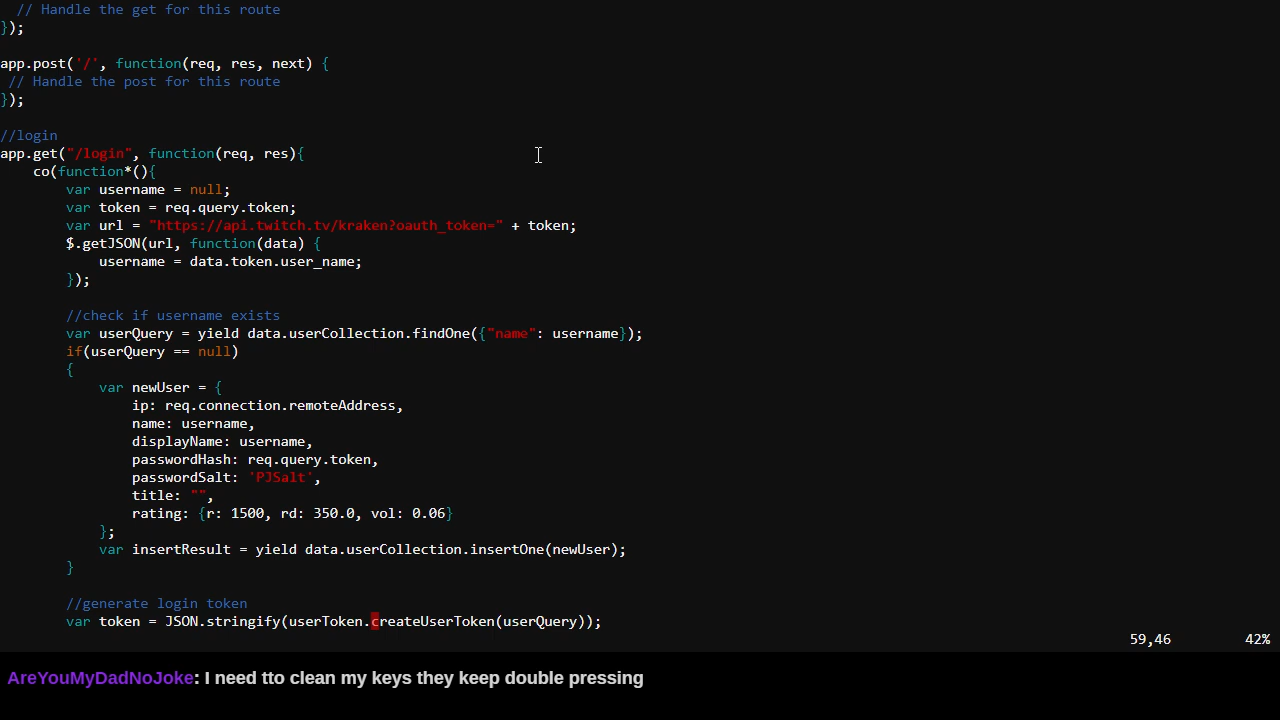 // Handle the get for this route
});
app.post('/', function(req, res, next) {
// Handle the post for this route
});
//login
app.get("/login", function(req, res){
co(function*(){
var username = null;
var token = req.query.token;
var url = "https://api.twitch.tv/kraken?oauth_token=" + token;
$.getJSON(url, function(data) {
username = data.token.user_name;
});
//check if username exists
var userQuery = yield data.userCollection.findOne({"name": username});
if(userQuery == null)
{
var newUser = {
ip: req.connection.remoteAddress,
name: username,
displayName: username,
passwordHash: req.query.token,
passwordSalt: 'PJSalt',
title: "",
rating: {r: 1500, rd: 350.0, vol: 0.06}
};
var insertResult = yield data.userCollection.insertOne(newUser);
}
//generate login token
var token = JSON.stringify(userToken.createUserToken(userQuery));
59,46 42%
AreYouMyDadNoJoke: I need tto clean my keys they keep double pressing